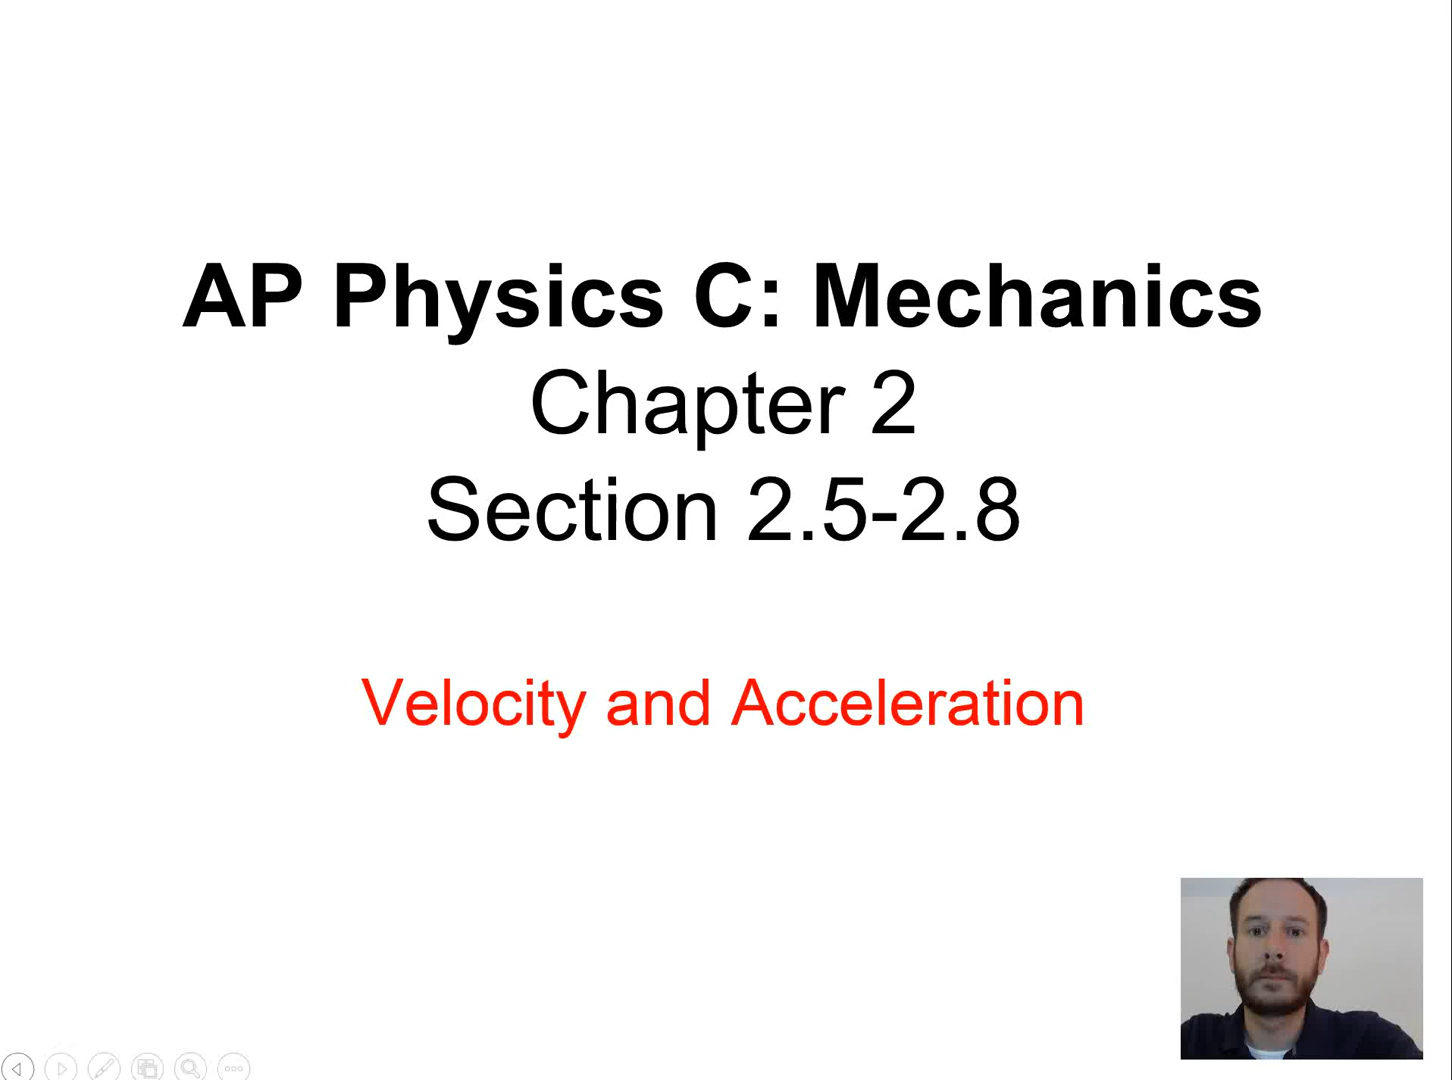 AP Physics C: Mechanics
Chapter 2
Section 2.5-2.8
Velocity and Acceleration